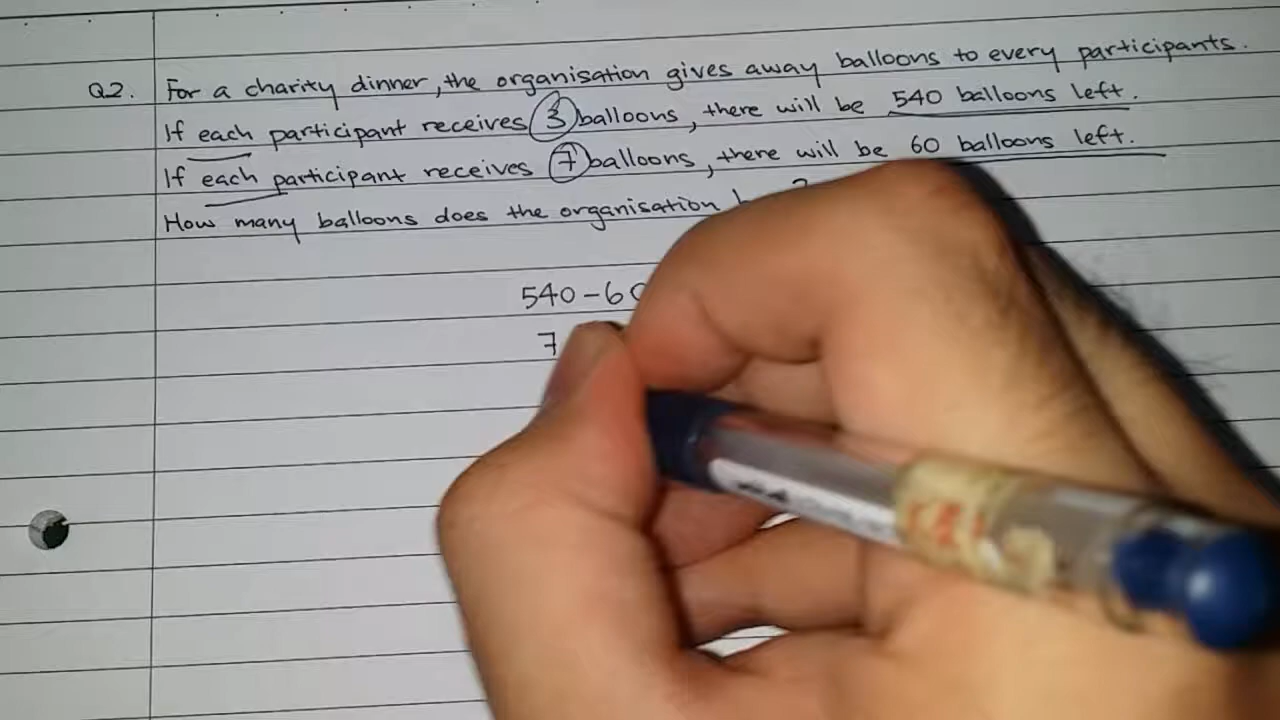 Q.2. For a charity dinner, the organisation gives away balloons to every participants.
If each participant receives 3 balloons, there will be 540 balloons left.
If each participant receives 7 balloons, there will be 60 balloons left.
How many balloons does the organisation
540 - 60
7